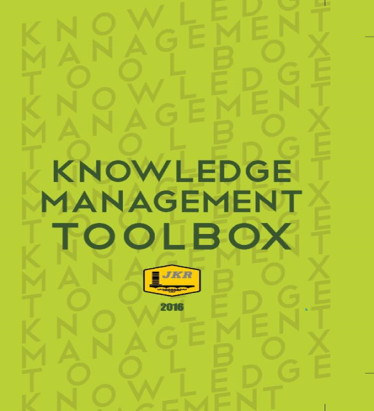 KNOWLEDGE
MANAGEMENT
TOOLBOX
JKR
2016